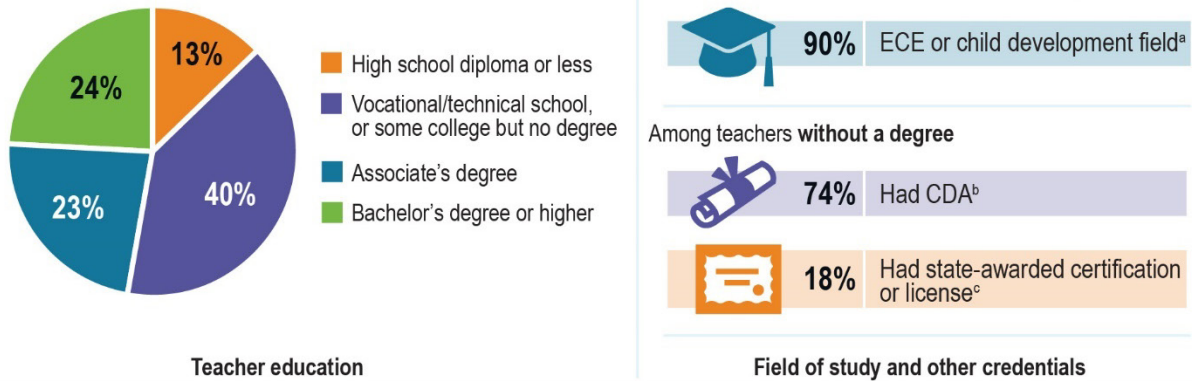 13%
24%
23%
40%
High school diploma or less
Vocational/technical school,
or some college but no degree
Associate's degree
Bachelor's degree or higher
Teacher education
90% ECE or child development fieldᵃ
Among teachers without a degree
74% Had CDAᵇ
18% Had state-awarded certification
or licenseᶜ
Field of study and other credentials